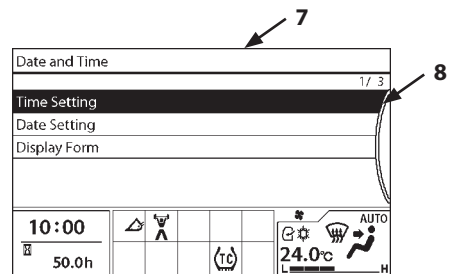 7
Date and Time
1/ 3
8
Time Setting
Date Setting
Display Form
10:00
50.0h
TC
AUTO
24.0℃
L H